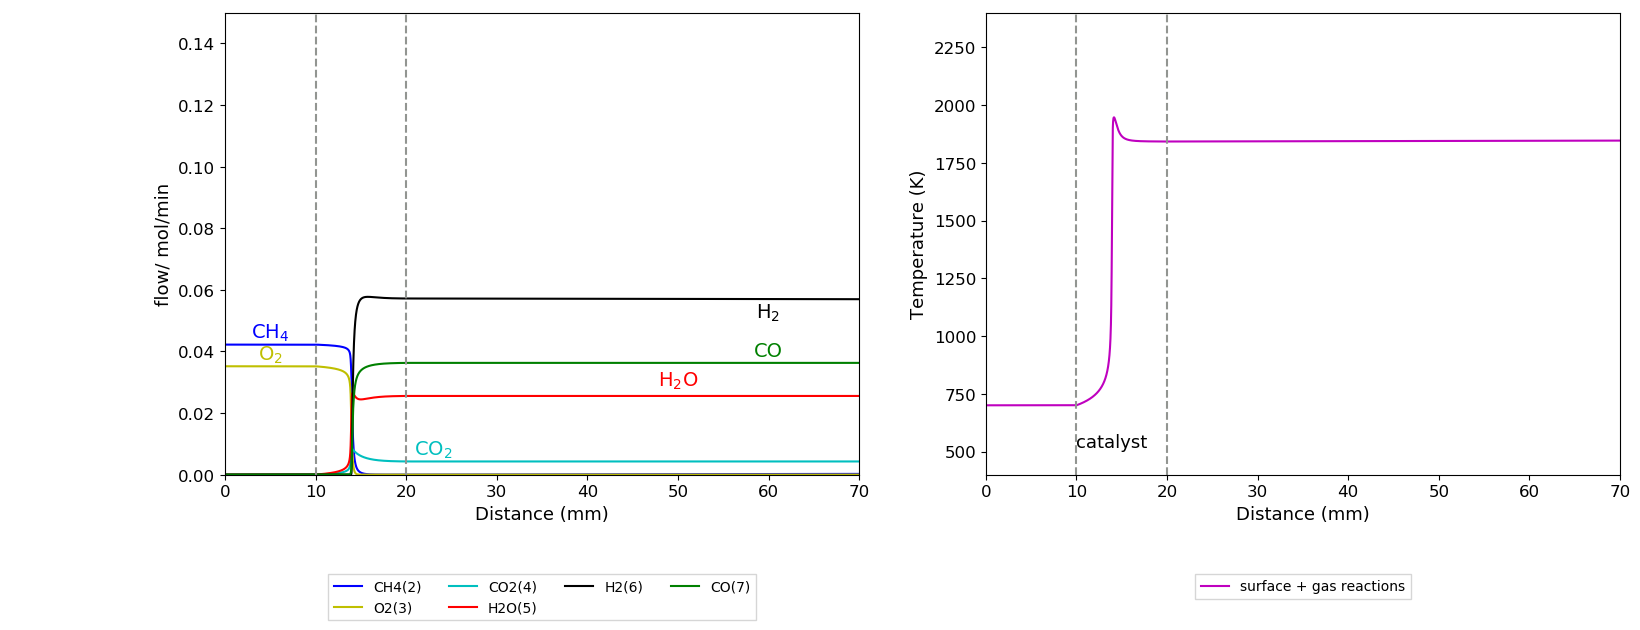 0.14
0.12
0.10
0.08
0.06
0.04
0.02
0.00
flow/ mol/min
CH4
O2
H2
CO
H2O
CO2
0 10 20 30 40 50 60 70
Distance (mm)
CH4(2) CO2(4) H2(6) CO(7)
O2(3) H2O(5)
2250
2000
1750
1500
1250
1000
750
500
Temperature (K)
catalyst
0 10 20 30 40 50 60 70
Distance (mm)
surface + gas reactions